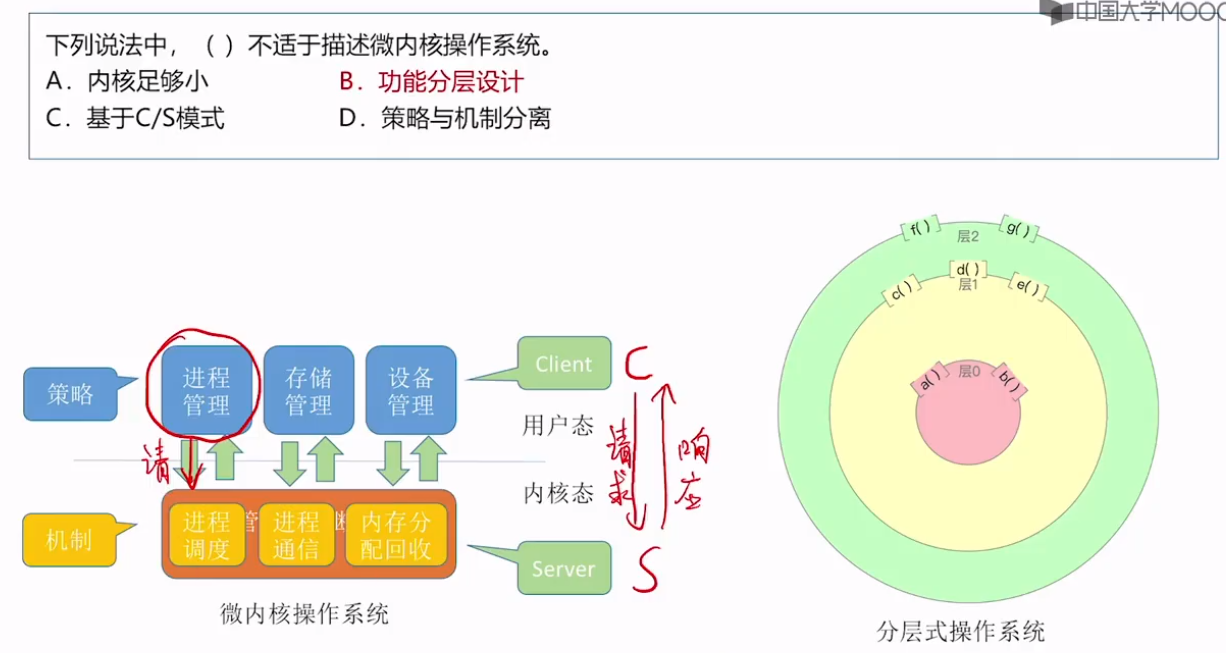 中国大学MOOC
下列说法中，（ ）不适于描述微内核操作系统。
A．内核足够小
B．功能分层设计
C．基于C/S模式
D．策略与机制分离
f( )
层2
g( )
d( )
c( )
层1
e( )
层0
a( )
b( )
策略
进程
管理
存储
管理
设备
管理
Client
C
用户态
请
请求
响应
内核态
机制
管
断
进程
调度
进程
通信
内存分
配回收
Server
S
微内核操作系统
分层式操作系统